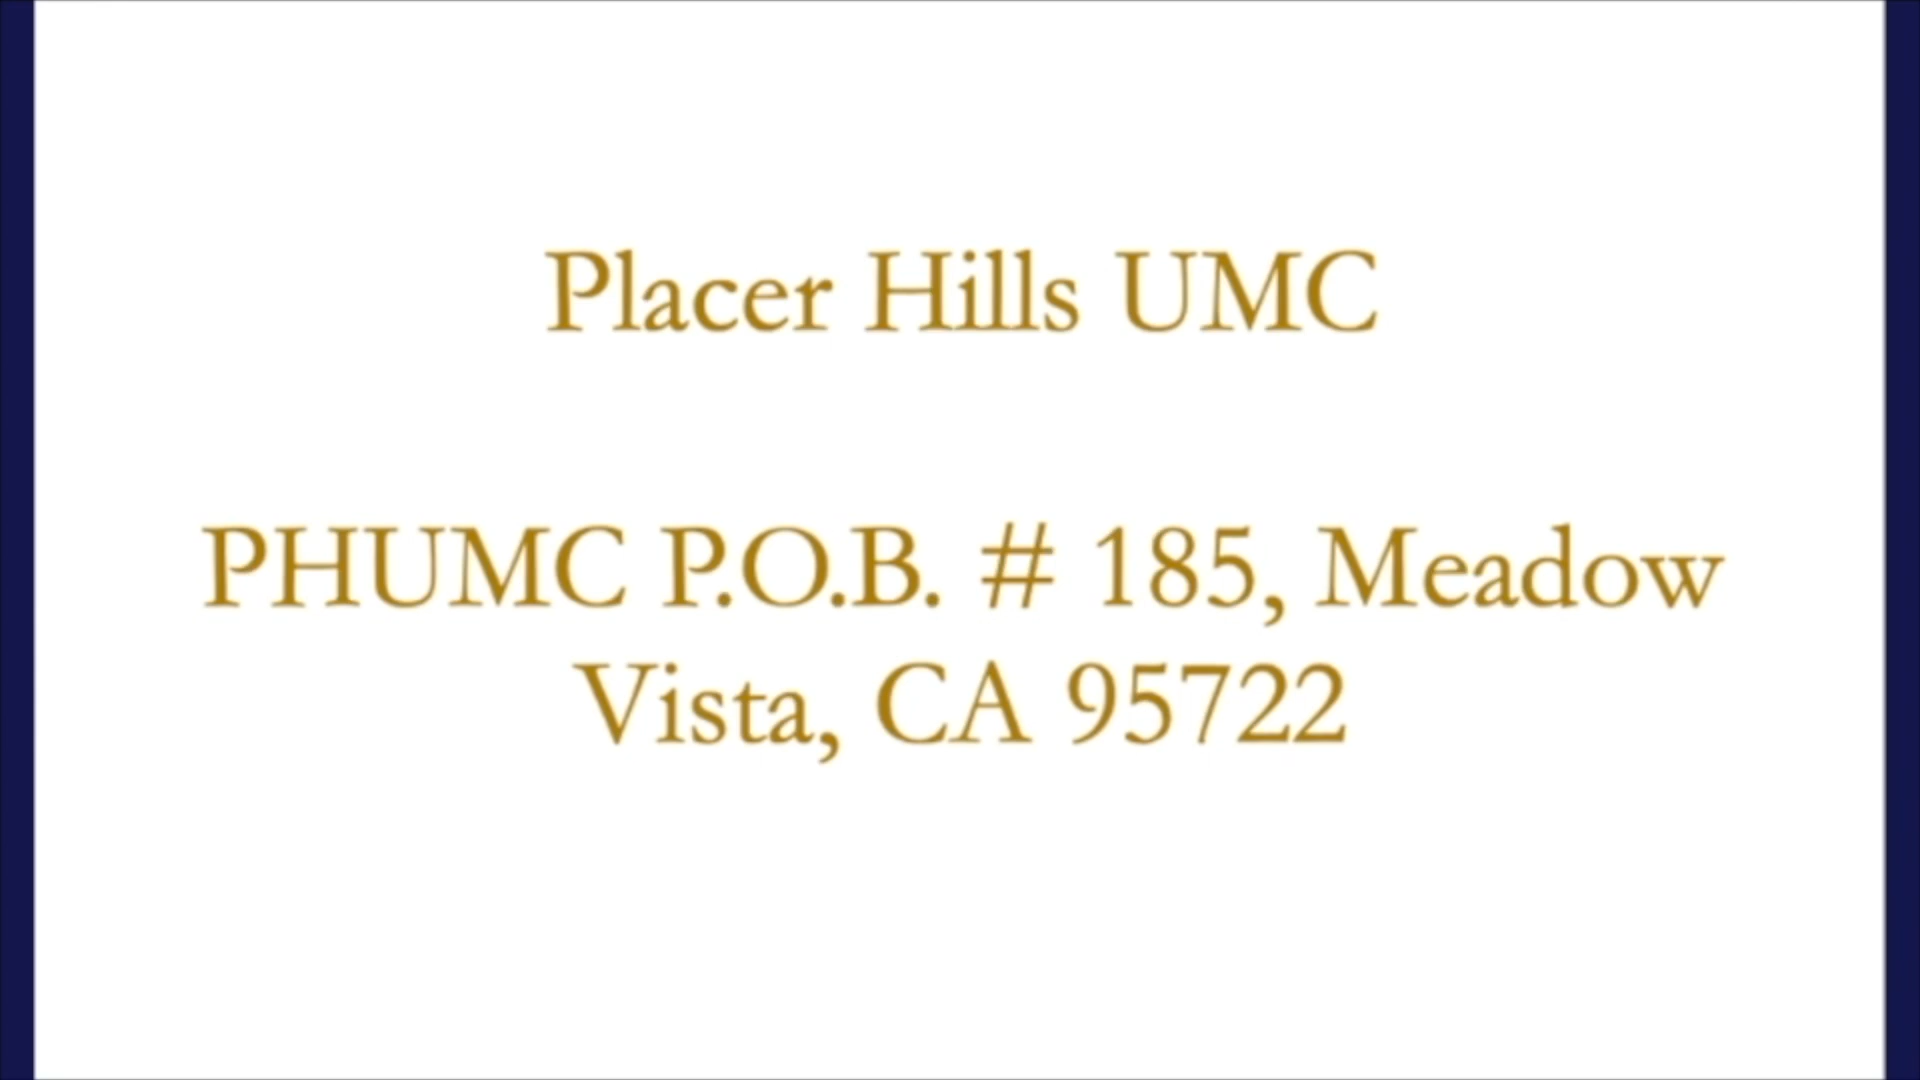 Placer Hills UMC
PHUMC P.O.B. # 185, Meadow
Vista, CA 95722